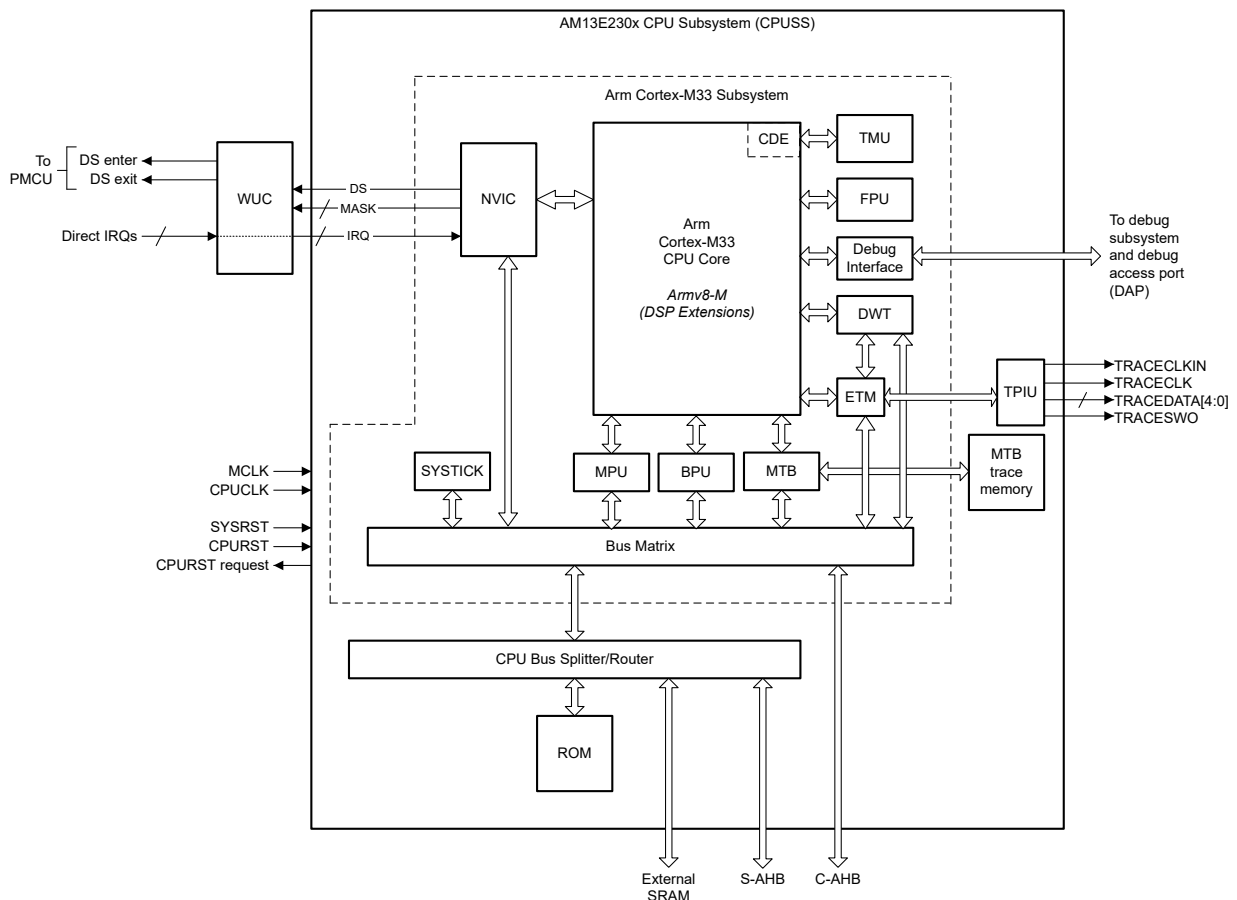 AM13E230x CPU Subsystem (CPUSS)
Arm Cortex-M33 Subsystem
CDE
TMU
To
PMCU
DS enter
DS exit
WUC
DS
MASK
NVIC
FPU
Direct IRQs
IRQ
Arm
Cortex-M33
CPU Core
Armv8-M
(DSP Extensions)
Debug
Interface
To debug
subsystem
and debug
access port
(DAP)
DWT
ETM
TPIU
TRACECLKIN
TRACECLK
TRACEDATA[4:0]
TRACESWO
MCLK
CPUCLK
SYSRST
CPURST
CPURST request
SYSTICK
MPU
BPU
MTB
MTB
trace
memory
Bus Matrix
CPU Bus Splitter/Router
ROM
External
SRAM
S-AHB
C-AHB